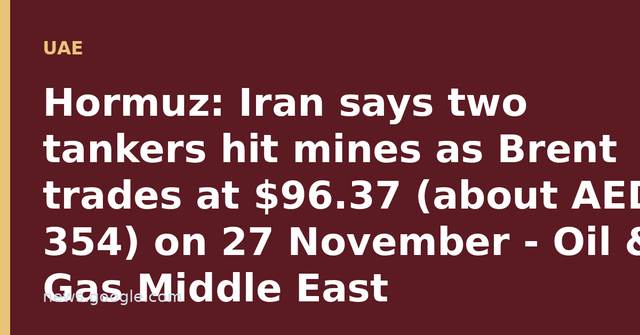 UAE
Hormuz: Iran says two
tankers hit mines as Brent
trades at $96.37 (about AED
354) on 27 November - Oil &
Gas Middle East
news.google.com